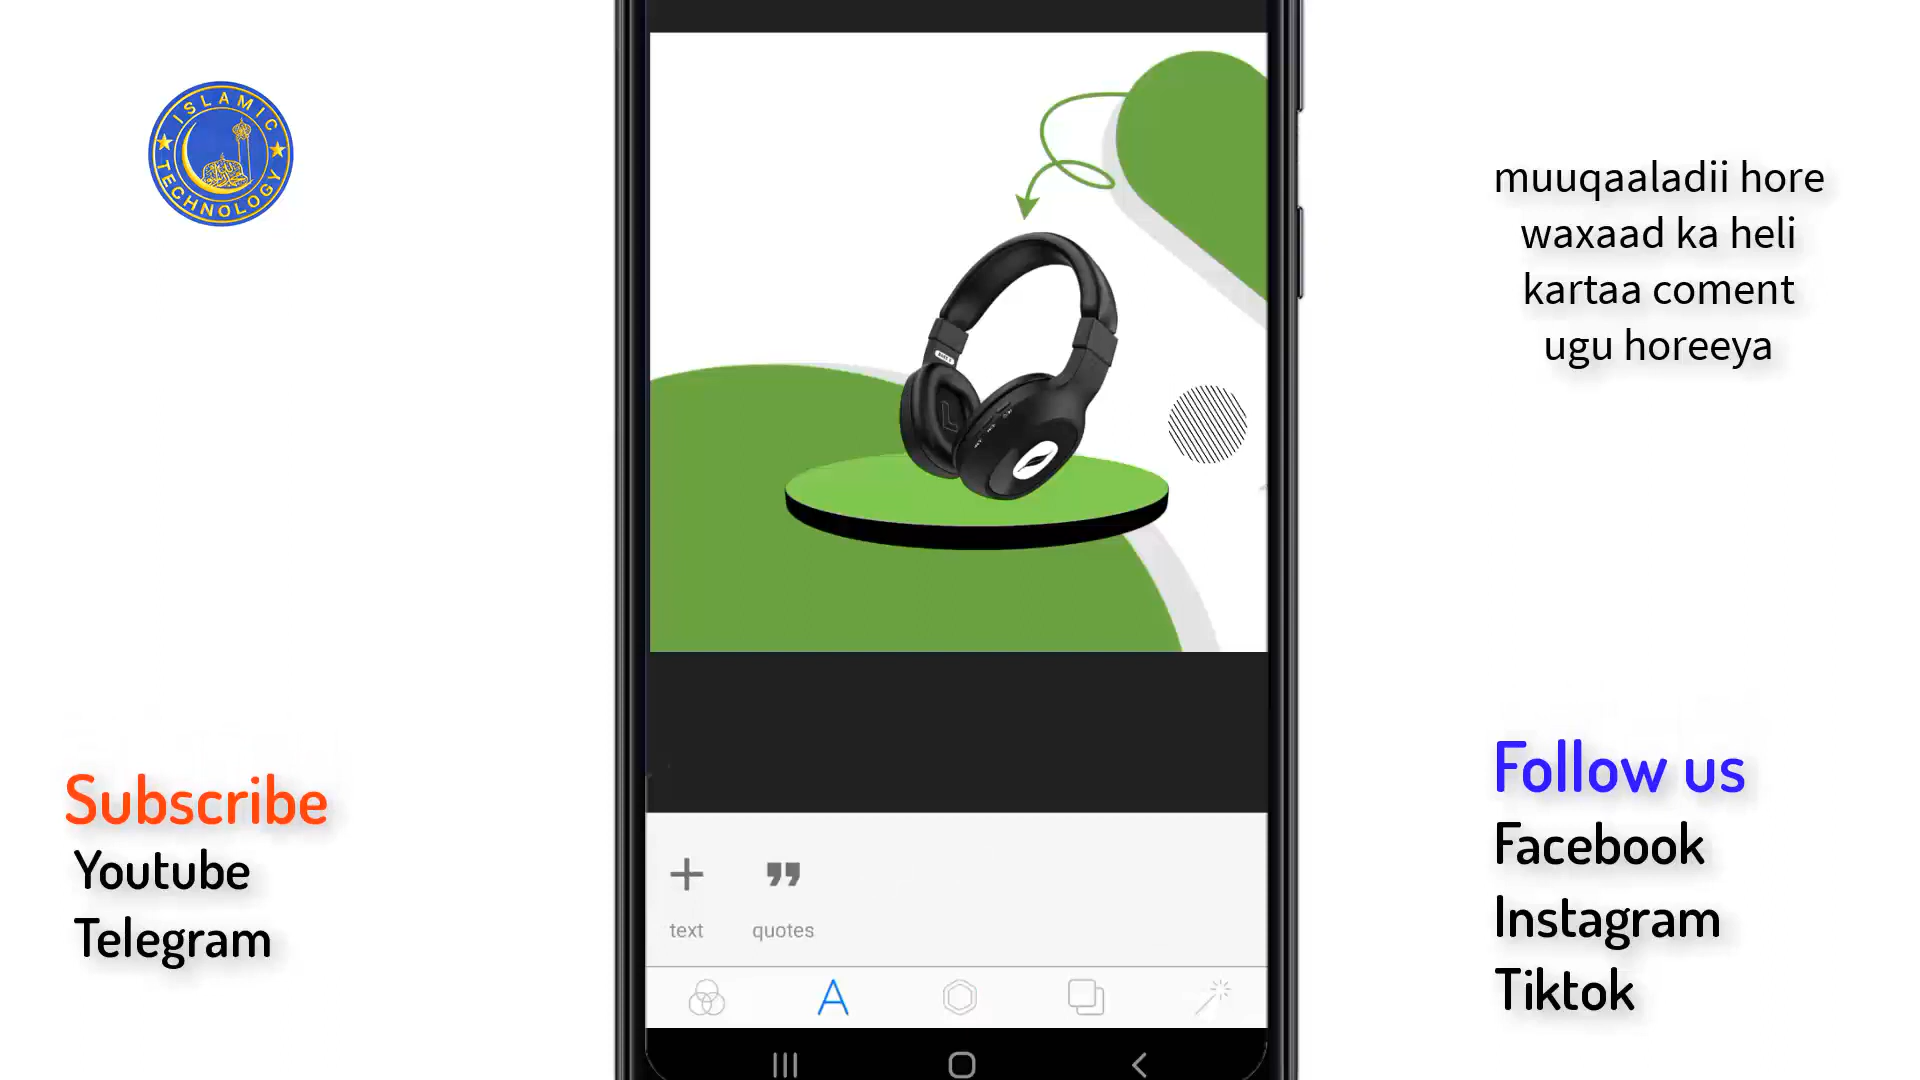 ISLAMIC
TECHNOLOGY
muuqaaladii hore
waxaad ka heli
kartaa coment
ugu horeeya
L
text
quotes
Subscribe
Youtube
Telegram
Follow us
Facebook
Instagram
Tiktok